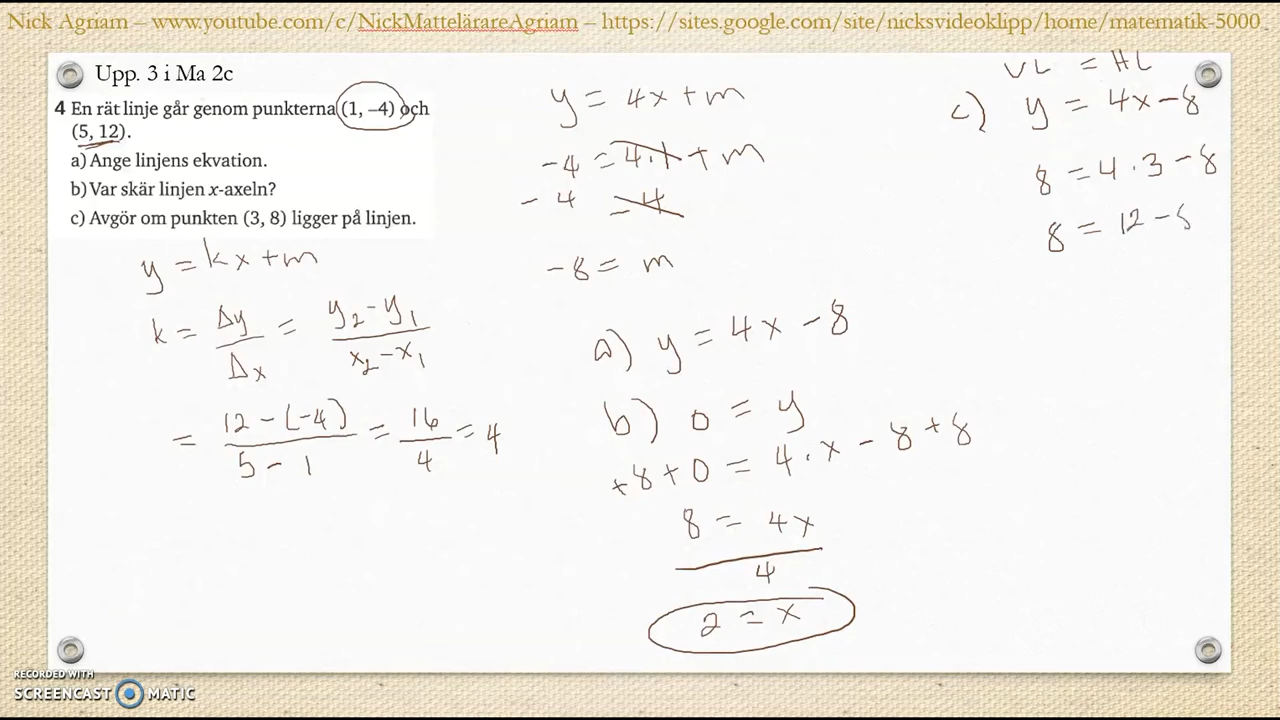 Nick Agriam – www.youtube.com/c/NickMattelärareAgriam – https://sites.google.com/site/nicksvideoklipp/home/matematik-5000
Upp. 3 i Ma 2c
4 En rät linje går genom punkterna (1, –4) och
(5, 12).
a) Ange linjens ekvation.
b) Var skär linjen x-axeln?
c) Avgör om punkten (3, 8) ligger på linjen.
y = kx + m
k = Δy/Δx = (y₂ - y₁)/(x₂ - x₁)
= (12 - (-4))/(5 - 1) = 16/4 = 4
y = 4x + m
-4 = 4·1 + m
-4 = 4
-8 = m
a) y = 4x - 8
b) 0 = y
+8 + 0 = 4·x - 8 + 8
8 = 4x
4
2 = x
VL = HL
c) y = 4x - 8
8 = 4·3 - 8
8 = 12 -
RECORDED WITH
SCREENCAST MATIC